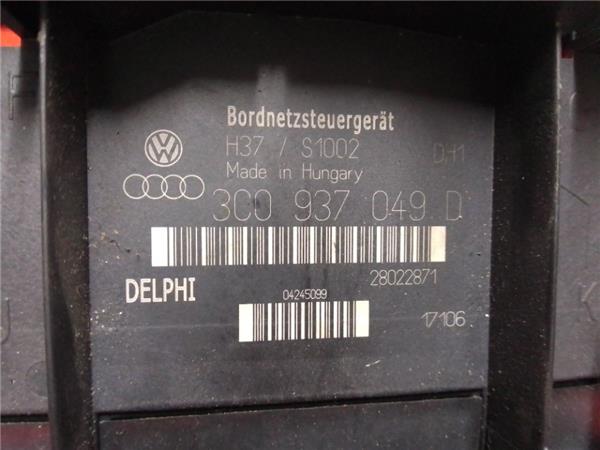 Bordnetzsteuergerät
H37 / S1002 DH1
Made in Hungary
3C0 937 049 D
28022871
DELPHI
04245099
17106
F
K